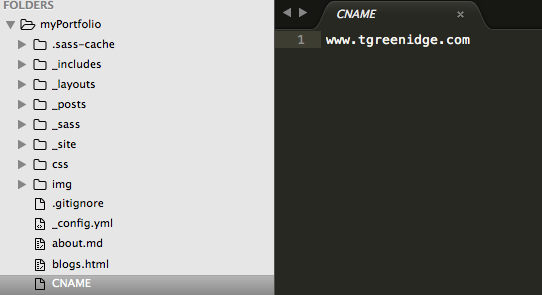 FOLDERS
myPortfolio
.sass-cache
_includes
_layouts
_posts
_sass
_site
css
img
.gitignore
_config.yml
about.md
blogs.html
CNAME
CNAME ×
1 www.tgreenidge.com